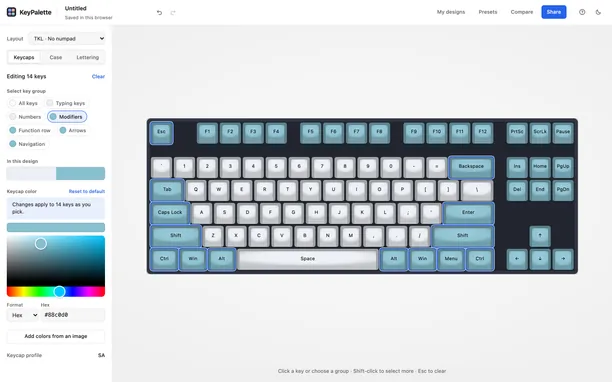 KeyPalette
Untitled
Saved in this browser
My designs
Presets
Compare
Share
Layout
TKL - No numpad
Keycaps
Case
Lettering
Editing 14 keys
Clear
Select key group
All keys
Typing keys
Numbers
Modifiers
Function row
Arrows
Navigation
In this design
Keycap color
Reset to default
Changes apply to 14 keys as you
pick.
Format
Hex
Hex
#88c0d0
Add colors from an image
Keycap profile
SA
Esc F1 F2 F3 F4 F5 F6 F7 F8 F9 F10 F11 F12 PrtSc ScrLk Pause
` 1 2 3 4 5 6 7 8 9 0 - = Backspace Ins Home PgUp
Tab Q W E R T Y U I O P [ ] \ Del End PgDn
Caps Lock A S D F G H J K L ; ' Enter
Shift Z X C V B N M , . / Shift ↑
Ctrl Win Alt Space Alt Win Menu Ctrl ← ↓ →
Click a key or choose a group · Shift-click to select more · Esc to clear